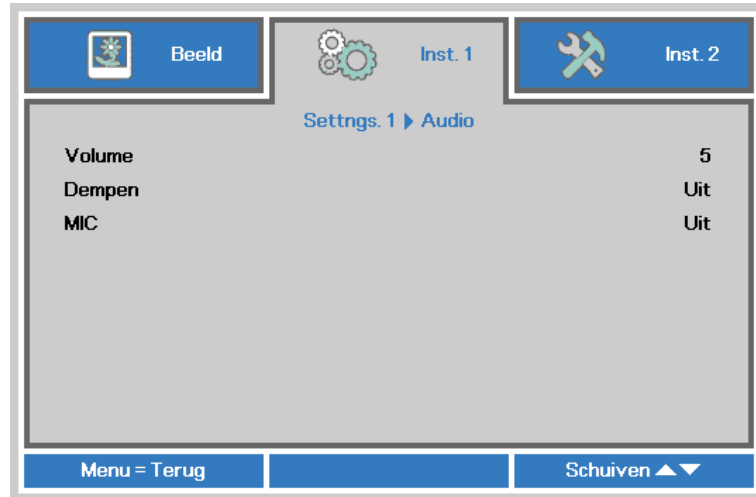 Beeld Inst. 1 Inst. 2
Settngs. 1 ▶ Audio
Volume 5
Dempen Uit
MIC Uit
Menu = Terug Schuiven ▲▼